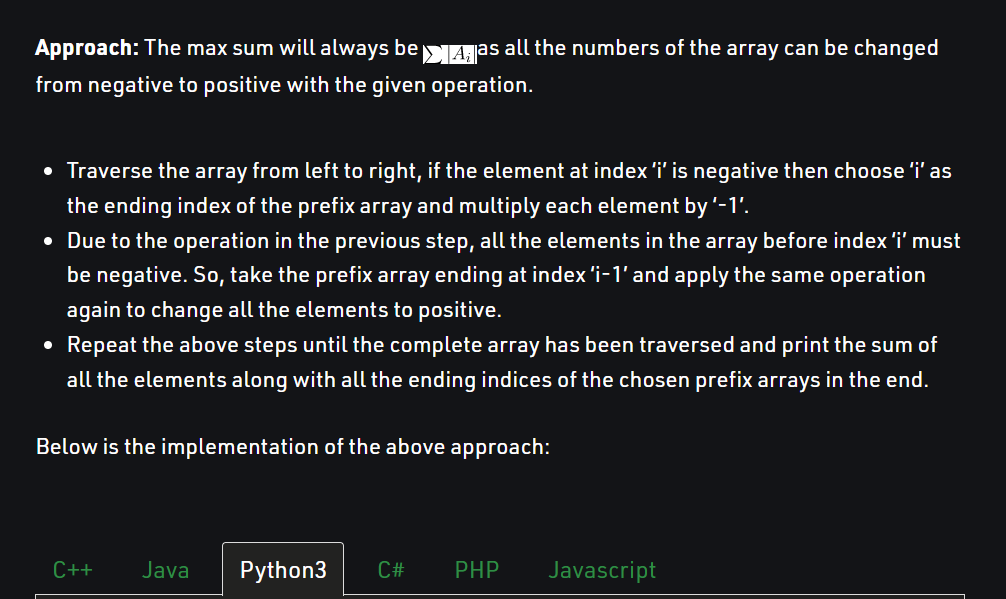 Approach: The max sum will always be ∑|Aᵢ| as all the numbers of the array can be changed
from negative to positive with the given operation.
• Traverse the array from left to right, if the element at index ‘i’ is negative then choose ‘i’ as
the ending index of the prefix array and multiply each element by ‘-1’.
• Due to the operation in the previous step, all the elements in the array before index ‘i’ must
be negative. So, take the prefix array ending at index ‘i-1’ and apply the same operation
again to change all the elements to positive.
• Repeat the above steps until the complete array has been traversed and print the sum of
all the elements along with all the ending indices of the chosen prefix arrays in the end.
Below is the implementation of the above approach:
C++ Java Python3 C# PHP Javascript